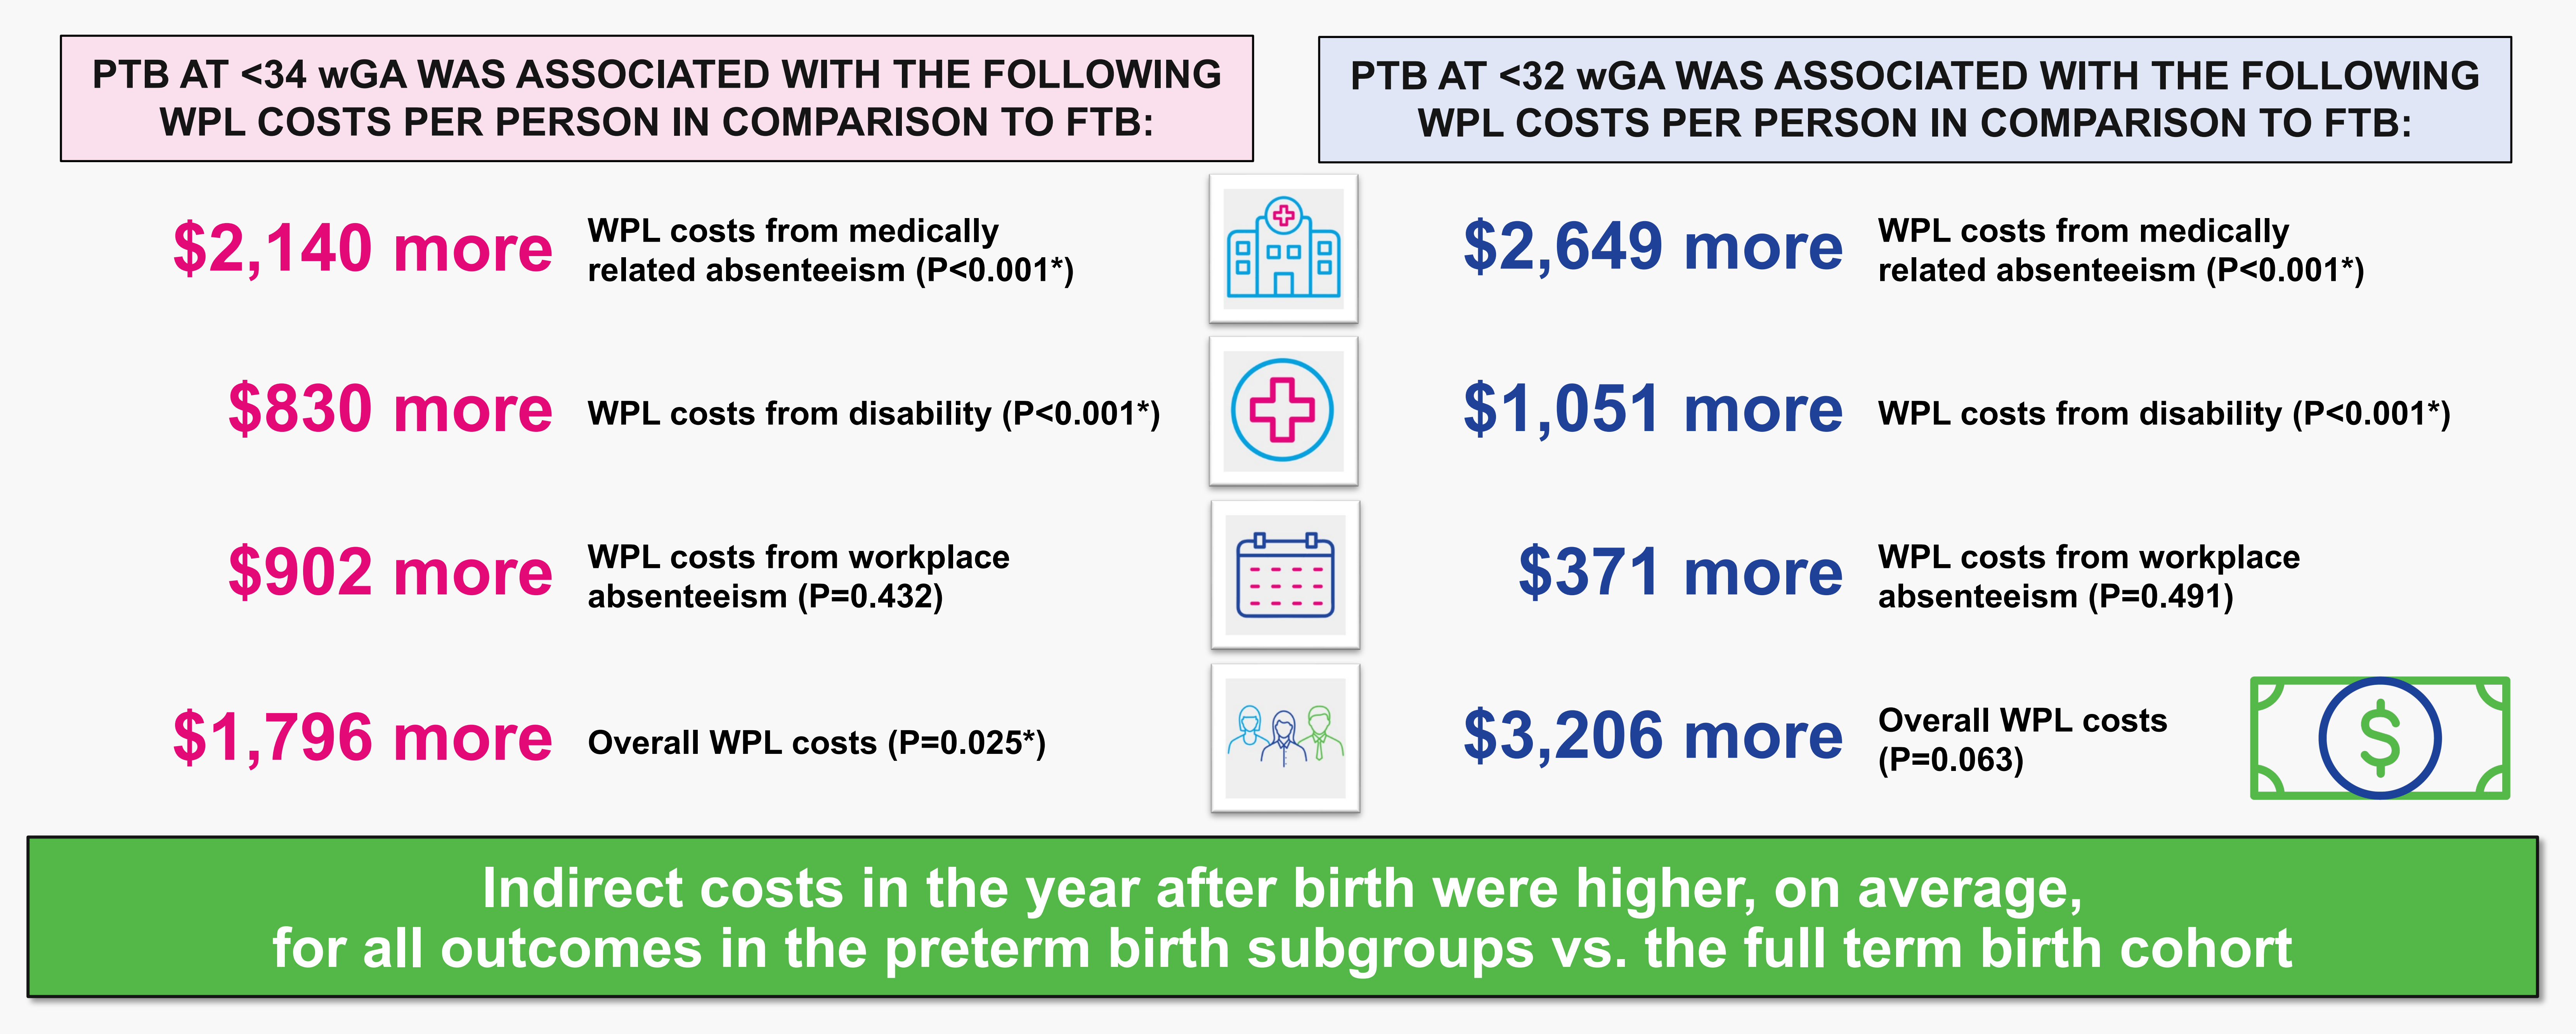 PTB AT <34 wGA WAS ASSOCIATED WITH THE FOLLOWING
WPL COSTS PER PERSON IN COMPARISON TO FTB:
$2,140 more
WPL costs from medically
related absenteeism (P<0.001*)
$830 more
WPL costs from disability (P<0.001*)
$902 more
WPL costs from workplace
absenteeism (P=0.432)
$1,796 more
Overall WPL costs (P=0.025*)
PTB AT <32 wGA WAS ASSOCIATED WITH THE FOLLOWING
WPL COSTS PER PERSON IN COMPARISON TO FTB:
$2,649 more
WPL costs from medically
related absenteeism (P<0.001*)
$1,051 more
WPL costs from disability (P<0.001*)
$371 more
WPL costs from workplace
absenteeism (P=0.491)
$3,206 more
Overall WPL costs
(P=0.063)
$
Indirect costs in the year after birth were higher, on average,
for all outcomes in the preterm birth subgroups vs. the full term birth cohort